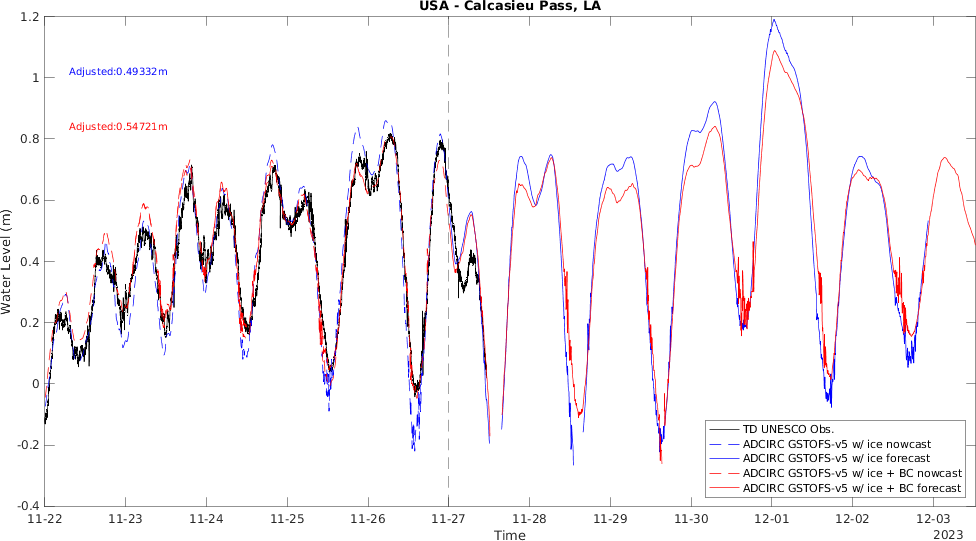 USA - Calcasieu Pass, LA
1.2
1
0.8
0.6
0.4
0.2
0
-0.2
-0.4
Water Level (m)
Adjusted:0.49332m
Adjusted:0.54721m
TD UNESCO Obs.
ADCIRC GSTOFS-v5 w/ ice nowcast
ADCIRC GSTOFS-v5 w/ ice forecast
ADCIRC GSTOFS-v5 w/ ice + BC nowcast
ADCIRC GSTOFS-v5 w/ ice + BC forecast
11-22 11-23 11-24 11-25 11-26 11-27 11-28 11-29 11-30 12-01 12-02 12-03
Time
2023